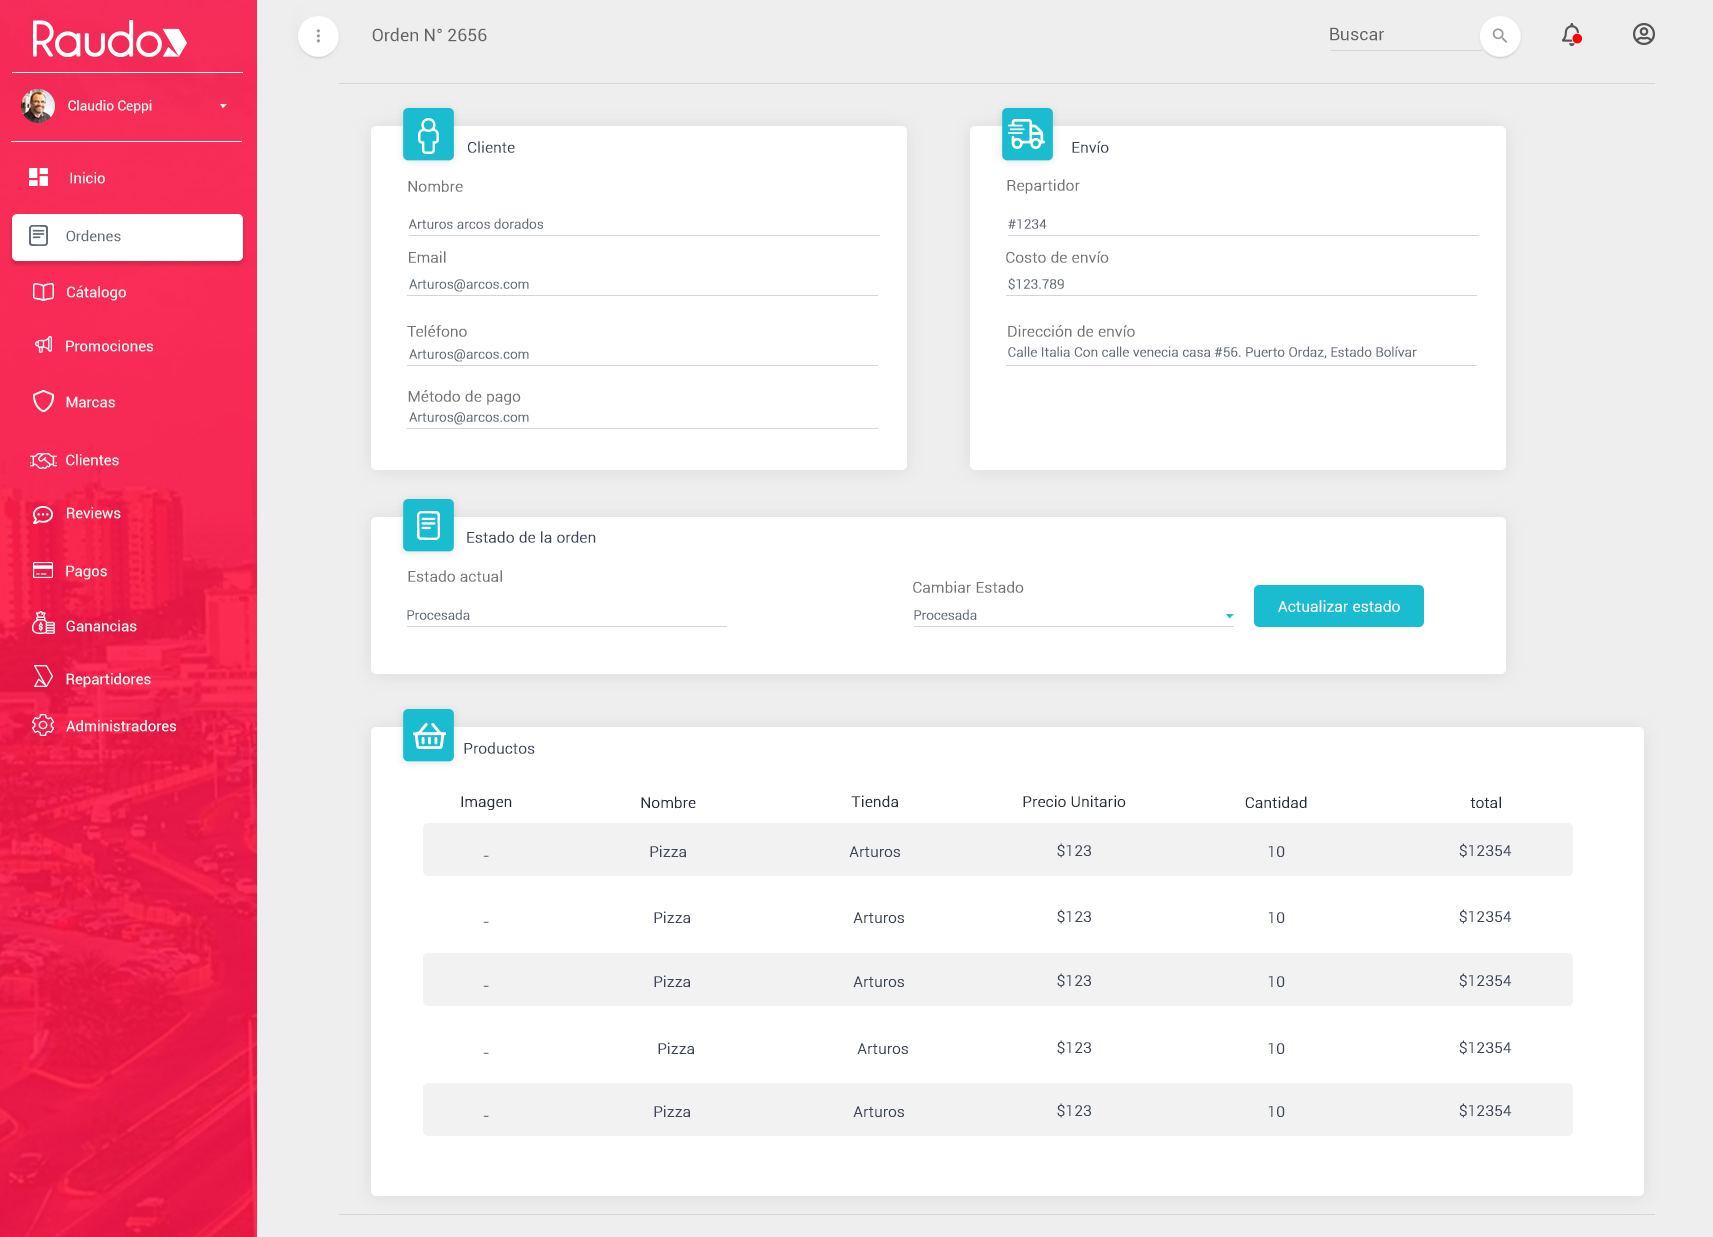 Raudo
Claudio Ceppi
Inicio
Ordenes
Cátalogo
Promociones
Marcas
Clientes
Reviews
Pagos
Ganancias
Repartidores
Administradores
Orden N° 2656
Buscar
Cliente
Nombre
Arturos arcos dorados
Email
Arturos@arcos.com
Teléfono
Arturos@arcos.com
Método de pago
Arturos@arcos.com
Envío
Repartidor
#1234
Costo de envío
$123.789
Dirección de envío
Calle Italia Con calle venecia casa #56. Puerto Ordaz, Estado Bolívar
Estado de la orden
Estado actual
Procesada
Cambiar Estado
Procesada
Actualizar estado
Productos
Imagen Nombre Tienda Precio Unitario Cantidad total
- Pizza Arturos $123 10 $12354
- Pizza Arturos $123 10 $12354
- Pizza Arturos $123 10 $12354
- Pizza Arturos $123 10 $12354
- Pizza Arturos $123 10 $12354